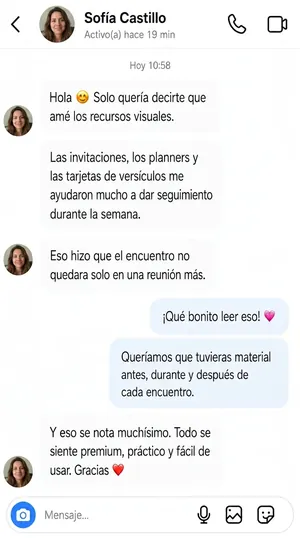 Sofía Castillo
Activo(a) hace 19 min
Hoy 10:58
Hola 😊 Solo quería decirte que
amé los recursos visuales.
Las invitaciones, los planners y
las tarjetas de versículos me
ayudaron mucho a dar seguimiento
durante la semana.
Eso hizo que el encuentro no
quedara solo en una reunión más.
¡Qué bonito leer eso! 💗
Queríamos que tuvieras material
antes, durante y después de
cada encuentro.
Y eso se nota muchísimo. Todo se
siente premium, práctico y fácil de
usar. Gracias ❤️
Mensaje...